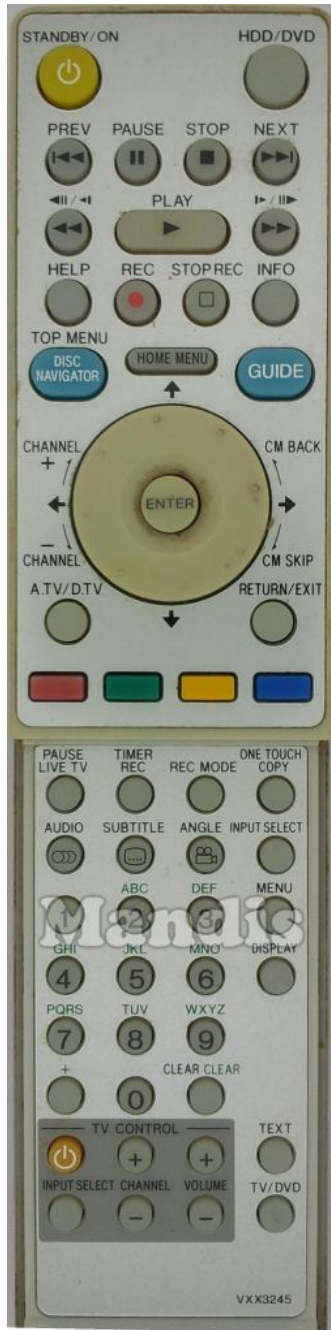 STANDBY/ON HDD/DVD
PREV PAUSE STOP NEXT
PLAY
HELP REC STOP REC INFO
TOP MENU
DISC NAVIGATOR HOME MENU GUIDE
CHANNEL + CM BACK
ENTER
– CHANNEL CM SKIP
A.TV/D.TV RETURN/EXIT
PAUSE TIMER ONE TOUCH
LIVE TV REC REC MODE COPY
AUDIO SUBTITLE ANGLE INPUT SELECT
ABC DEF MENU
1 2 3
Mandis
GHI JKL MNO DISPLAY
4 5 6
PQRS TUV WXYZ
7 8 9
+ CLEAR CLEAR
0
TV CONTROL TEXT
+ +
INPUT SELECT CHANNEL VOLUME TV/DVD
– –
VXX3245